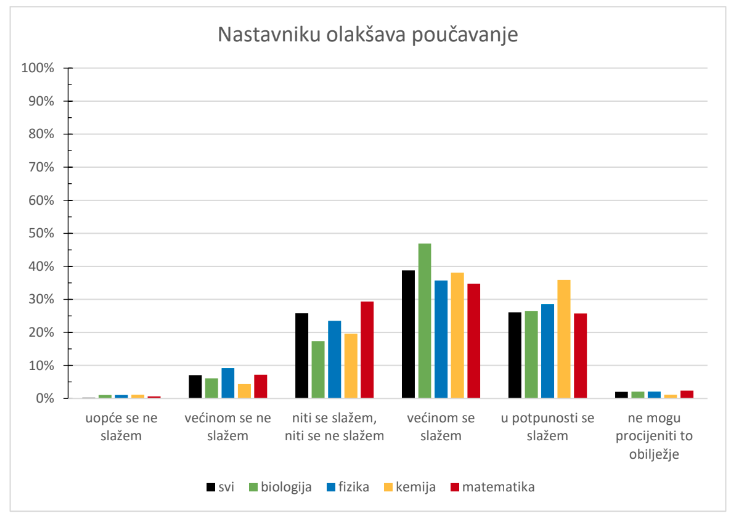 Nastavniku olakšava poučavanje
100%
90%
80%
70%
60%
50%
40%
30%
20%
10%
0%
uopće se ne slažem
većinom se ne slažem
niti se slažem, niti se ne slažem
većinom se slažem
u potpunosti se slažem
ne mogu procijeniti to obilježje
svi biologija fizika kemija matematika